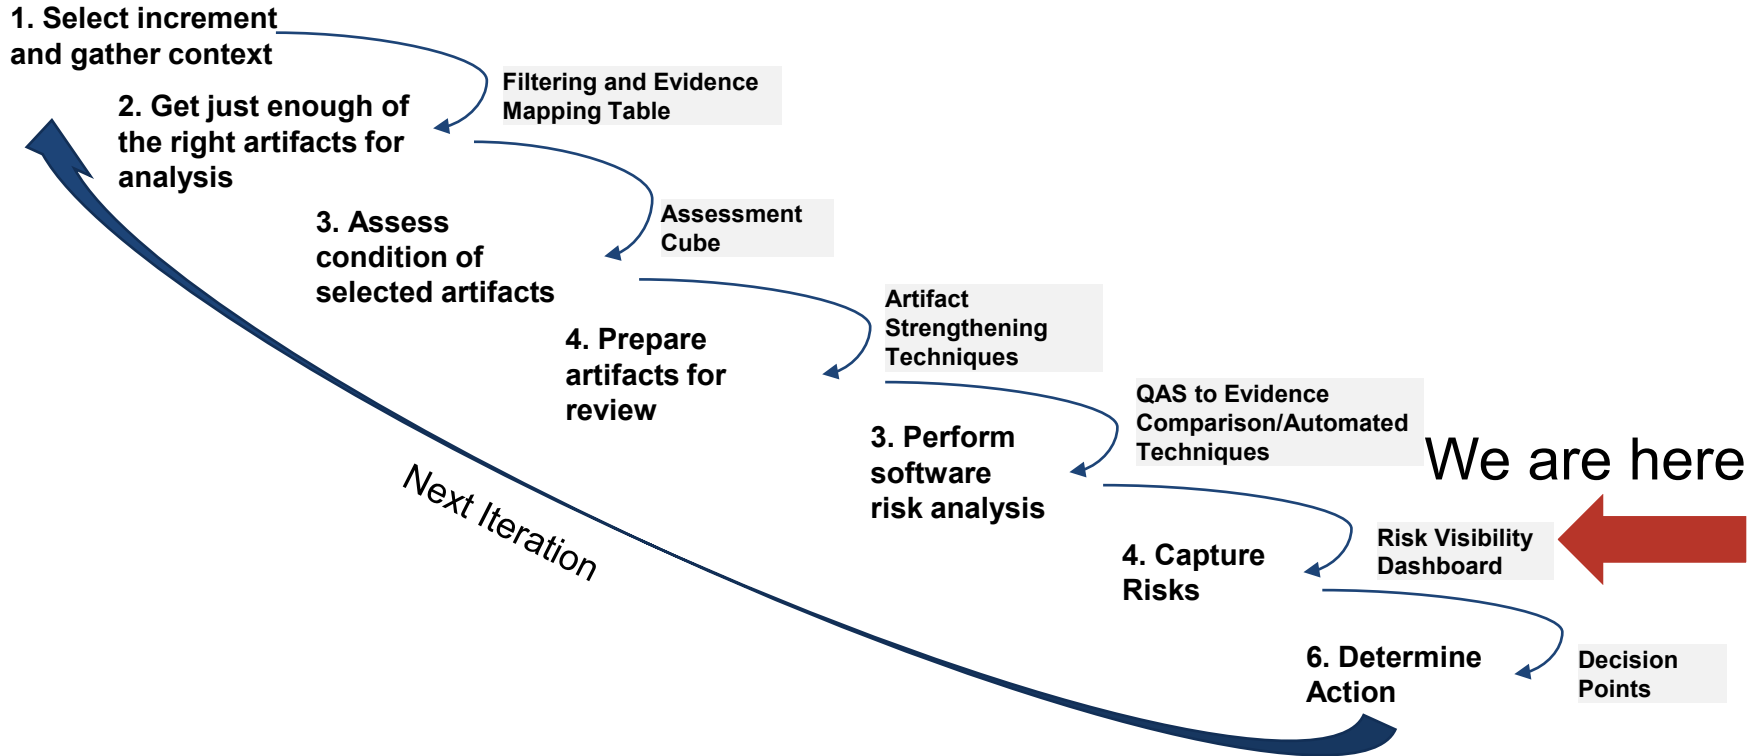 1. Select increment
and gather context
Filtering and Evidence
Mapping Table
2. Get just enough of
the right artifacts for
analysis
Assessment
Cube
3. Assess
condition of
selected artifacts
Artifact
Strengthening
Techniques
4. Prepare
artifacts for
review
QAS to Evidence
Comparison/Automated
Techniques
3. Perform
software
risk analysis
We are here
Risk Visibility
Dashboard
4. Capture
Risks
Next Iteration
6. Determine
Action
Decision
Points